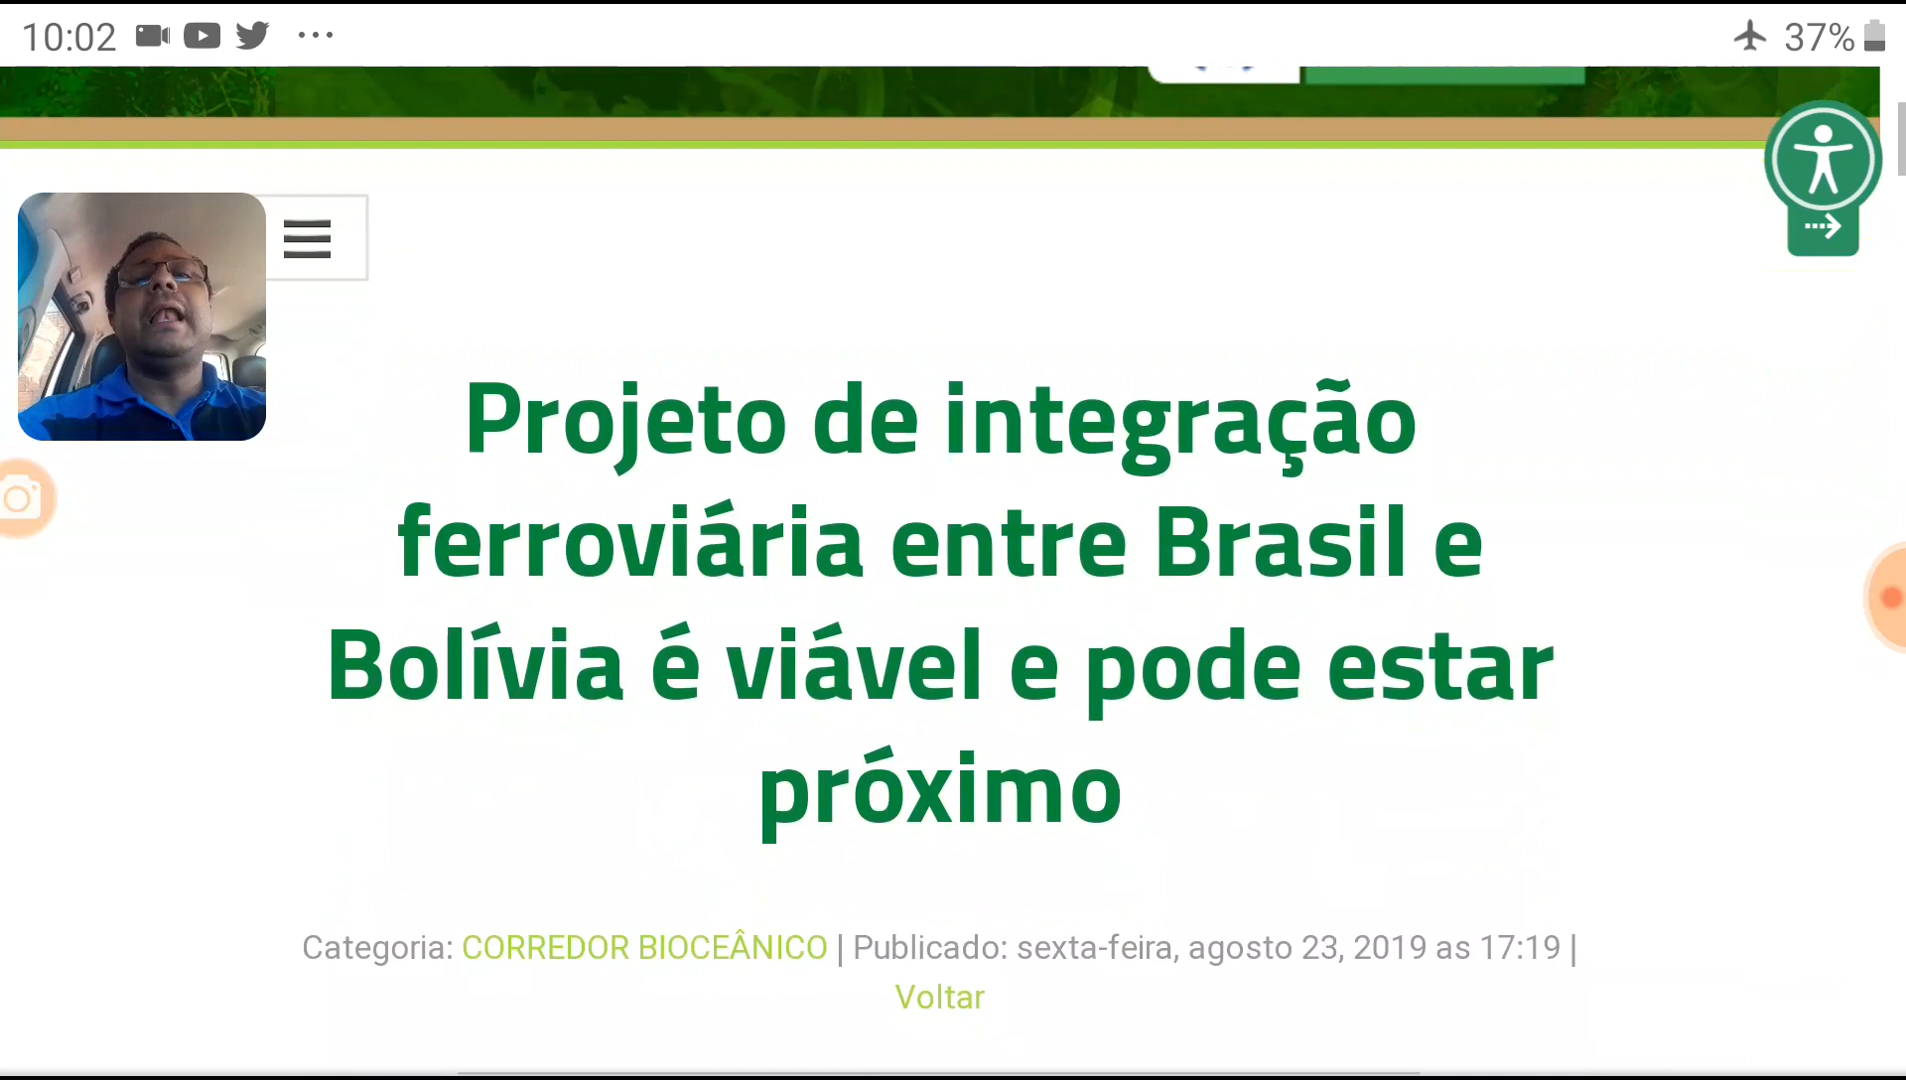 10:02
37%
Projeto de integração
ferroviária entre Brasil e
Bolívia é viável e pode estar
próximo
Categoria: CORREDOR BIOCEÂNICO | Publicado: sexta-feira, agosto 23, 2019 as 17:19 |
Voltar